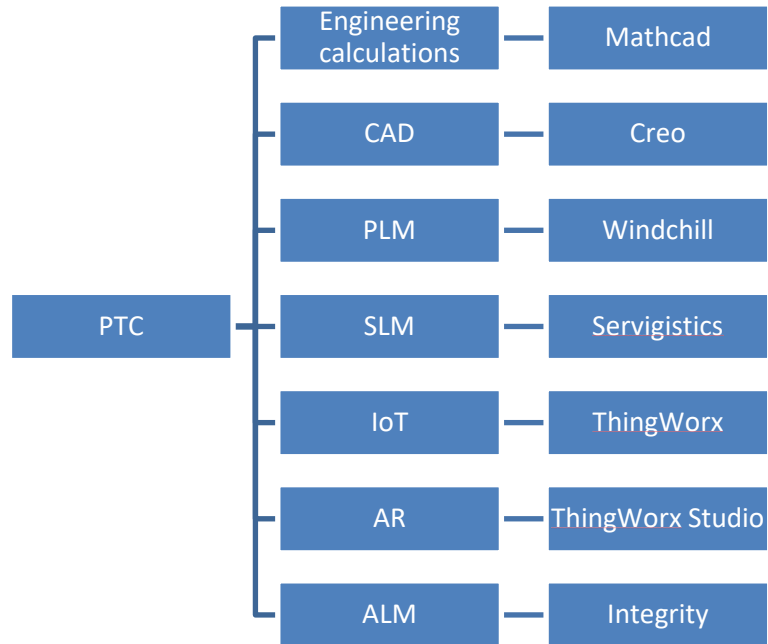 Engineering
calculations
Mathcad
CAD
Creo
PLM
Windchill
PTC
SLM
Servigistics
IoT
ThingWorx
AR
ThingWorx Studio
ALM
Integrity